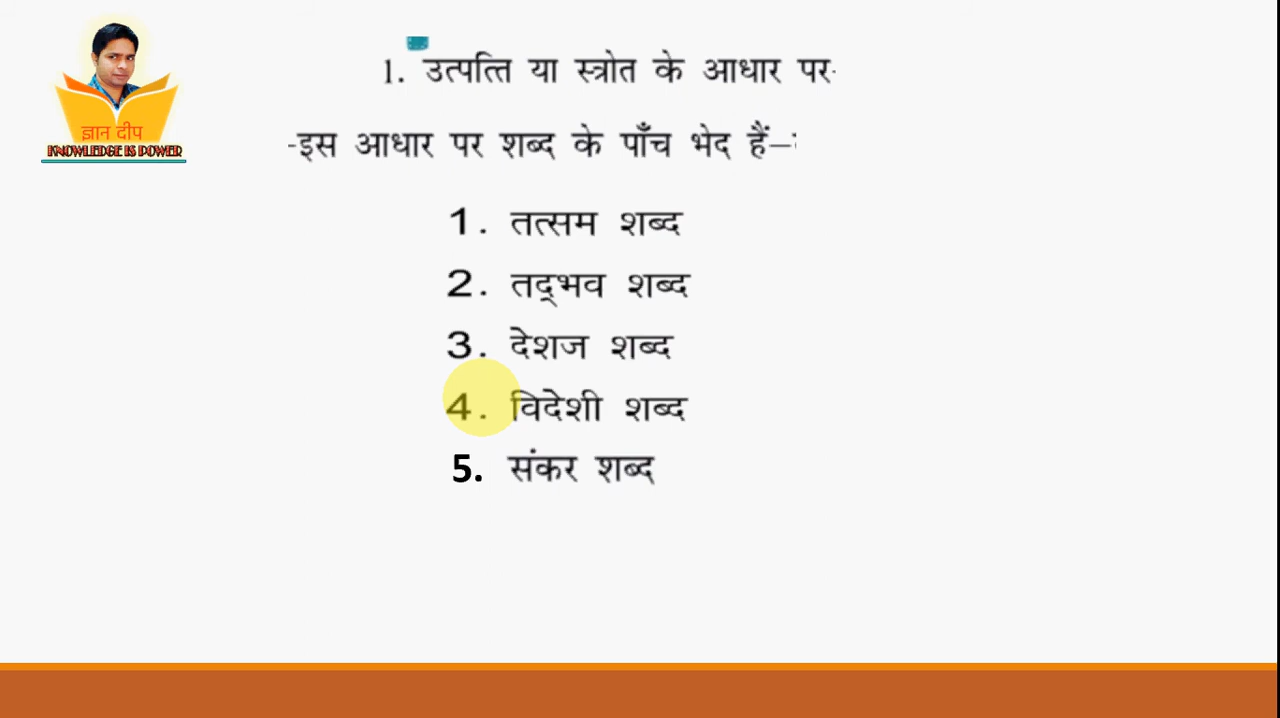 ज्ञान दीप
KNOWLEDGE IS POWER
1. उत्पत्ति या स्त्रोत के आधार पर-
-इस आधार पर शब्द के पाँच भेद हैं–
1. तत्सम शब्द
2. तद्‌भव शब्द
3. देशज शब्द
4. विदेशी शब्द
5. संकर शब्द